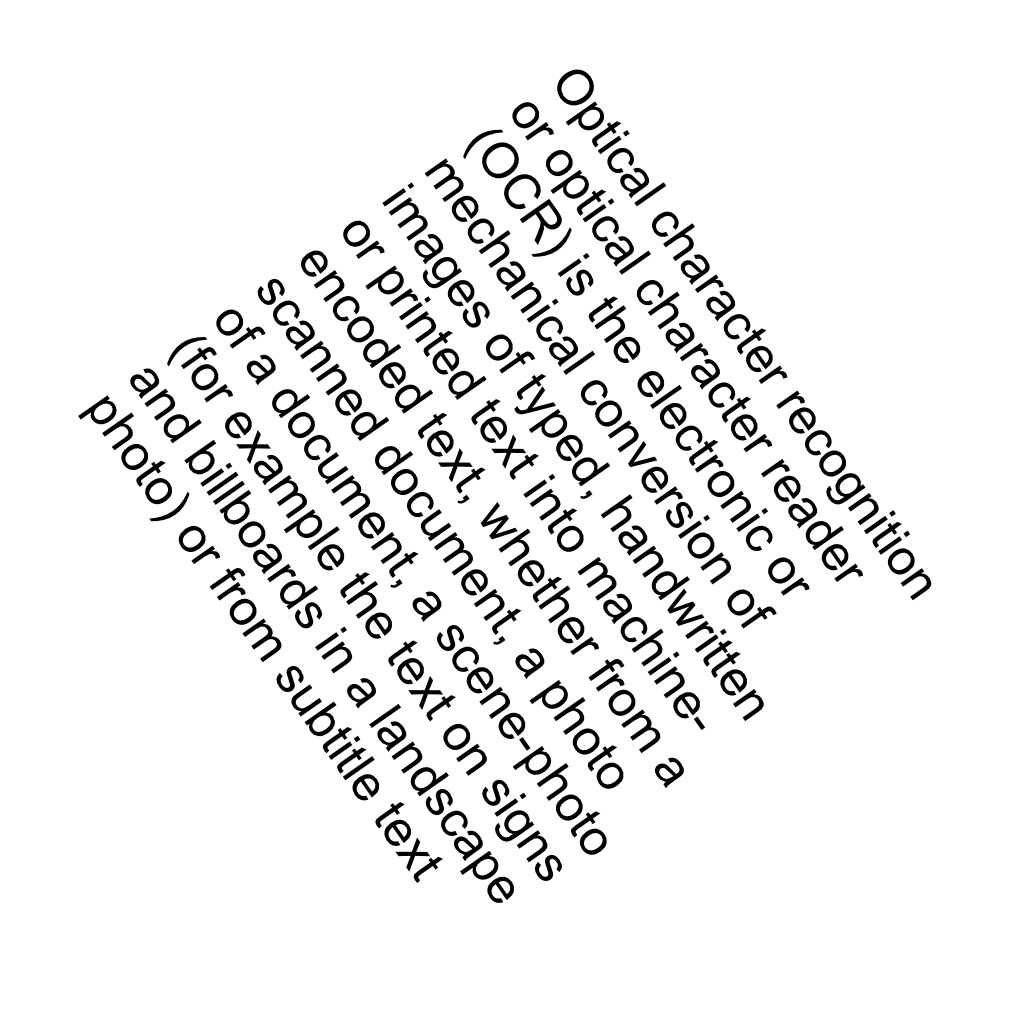 Optical character recognition
or optical character reader
(OCR) is the electronic or
mechanical conversion of
images of typed, handwritten
or printed text into machine-
encoded text, whether from a
scanned document, a photo
of a document, a scene-photo
(for example the text on signs
and billboards in a landscape
photo) or from subtitle text